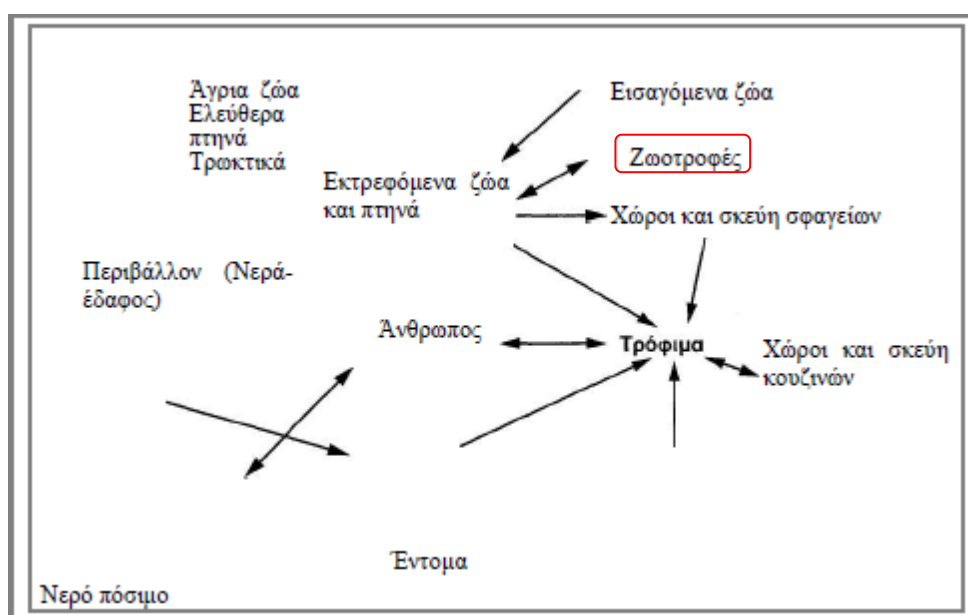 Άγρια ζώα
Ελεύθερα
πτηνά
Τρωκτικά
Εισαγόμενα ζώα
Ζωοτροφές
Εκτρεφόμενα ζώα
και πτηνά
Χώροι και σκεύη σφαγείων
Περιβάλλον (Νερά-
έδαφος)
Άνθρωπος
Τρόφιμα
Χώροι και σκεύη
κουζινών
Έντομα
Νερό πόσιμο